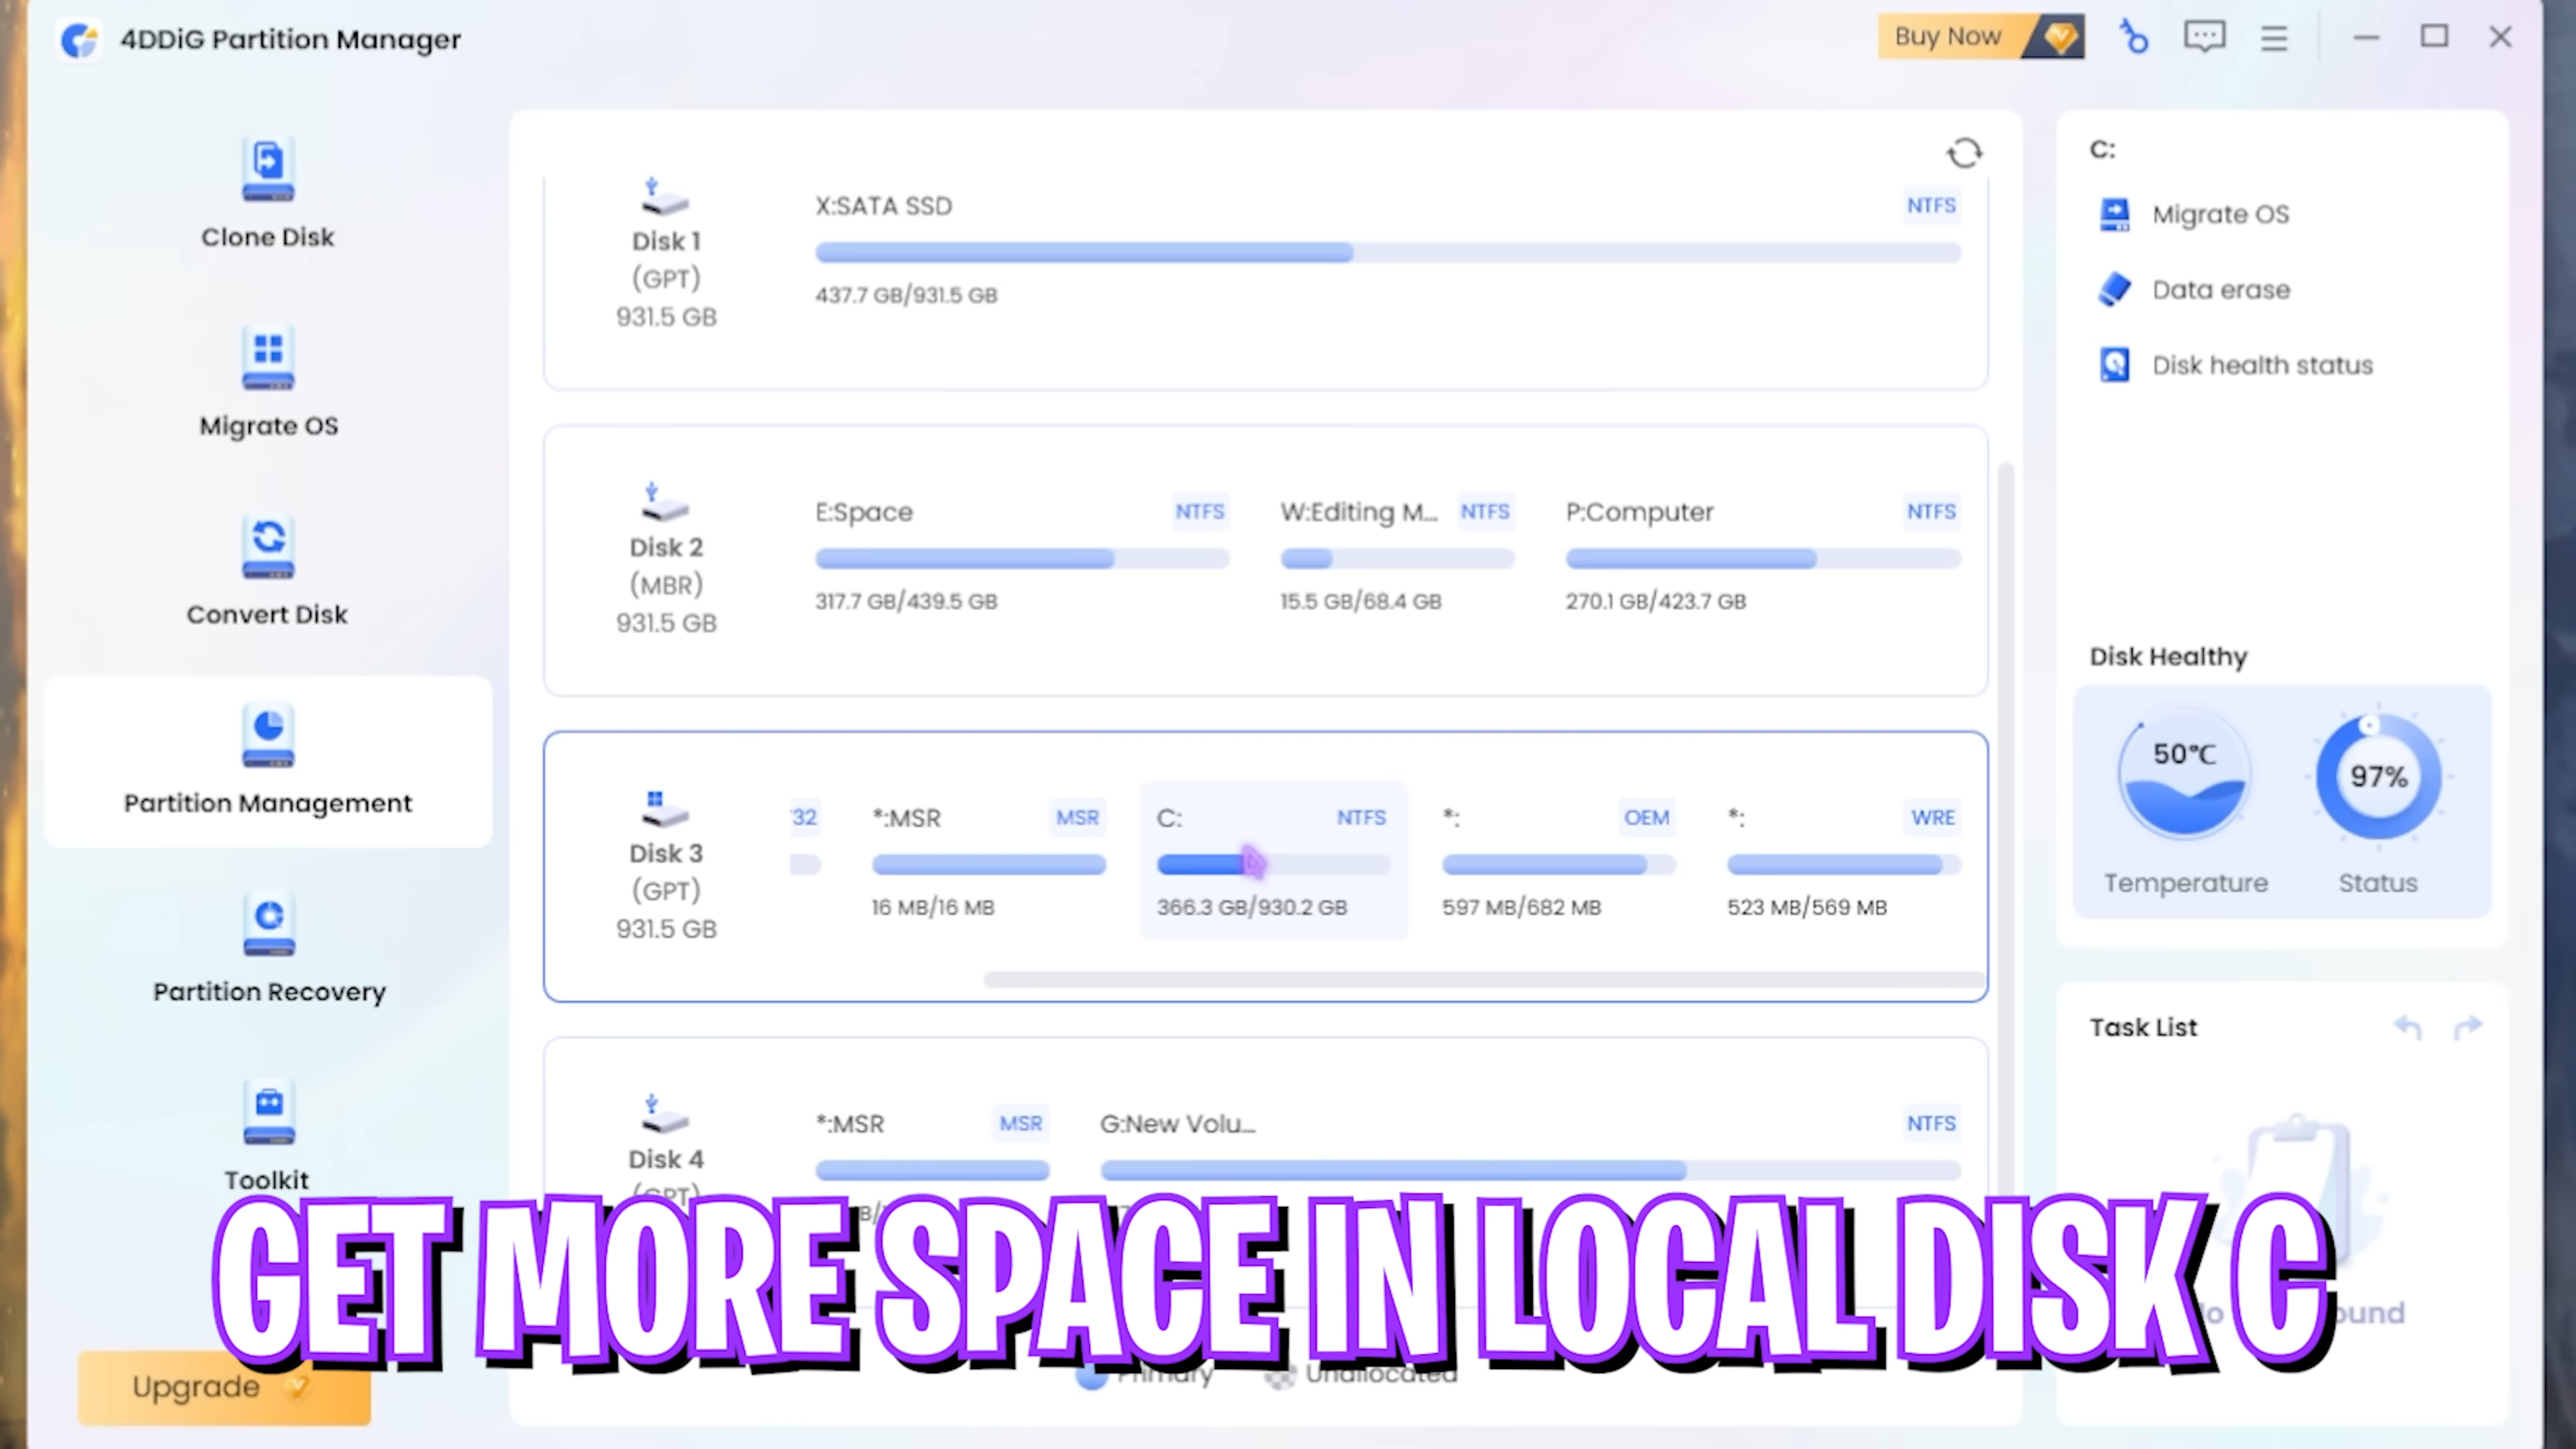 4DDiG Partition Manager
Buy Now
Clone Disk
Migrate OS
Convert Disk
Partition Management
Partition Recovery
Toolkit
Upgrade
Disk 1
(GPT)
931.5 GB
X:SATA SSD
NTFS
437.7 GB/931.5 GB
Disk 2
(MBR)
931.5 GB
E:Space
NTFS
317.7 GB/439.5 GB
W:Editing M...
NTFS
15.5 GB/68.4 GB
P:Computer
NTFS
270.1 GB/423.7 GB
Disk 3
(GPT)
931.5 GB
32
*:MSR
MSR
16 MB/16 MB
C:
NTFS
366.3 GB/930.2 GB
*:
OEM
597 MB/682 MB
*:
WRE
523 MB/569 MB
Disk 4
(GPT)
*:MSR
MSR
G:New Volu...
NTFS
Primary
Unallocated
C:
Migrate OS
Data erase
Disk health status
Disk Healthy
50℃
Temperature
97%
Status
Task List
GET MORE SPACE IN LOCAL DISK C